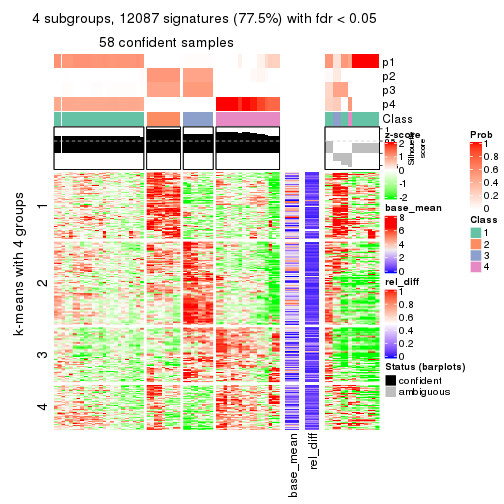 4 subgroups, 12087 signatures (77.5%) with fdr < 0.05
58 confident samples
p1
p2
p3
p4
Class
Silhouette
score
k-means with 4 groups
1
2
3
4
base_mean
rel_diff
z-score
2
1
0
-1
-2
base_mean
8
6
4
2
0
rel_diff
1
0.8
0.6
0.4
0.2
0
Status (barplots)
confident
ambiguous
Prob
1
0.8
0.6
0.4
0.2
0
Class
1
2
3
4